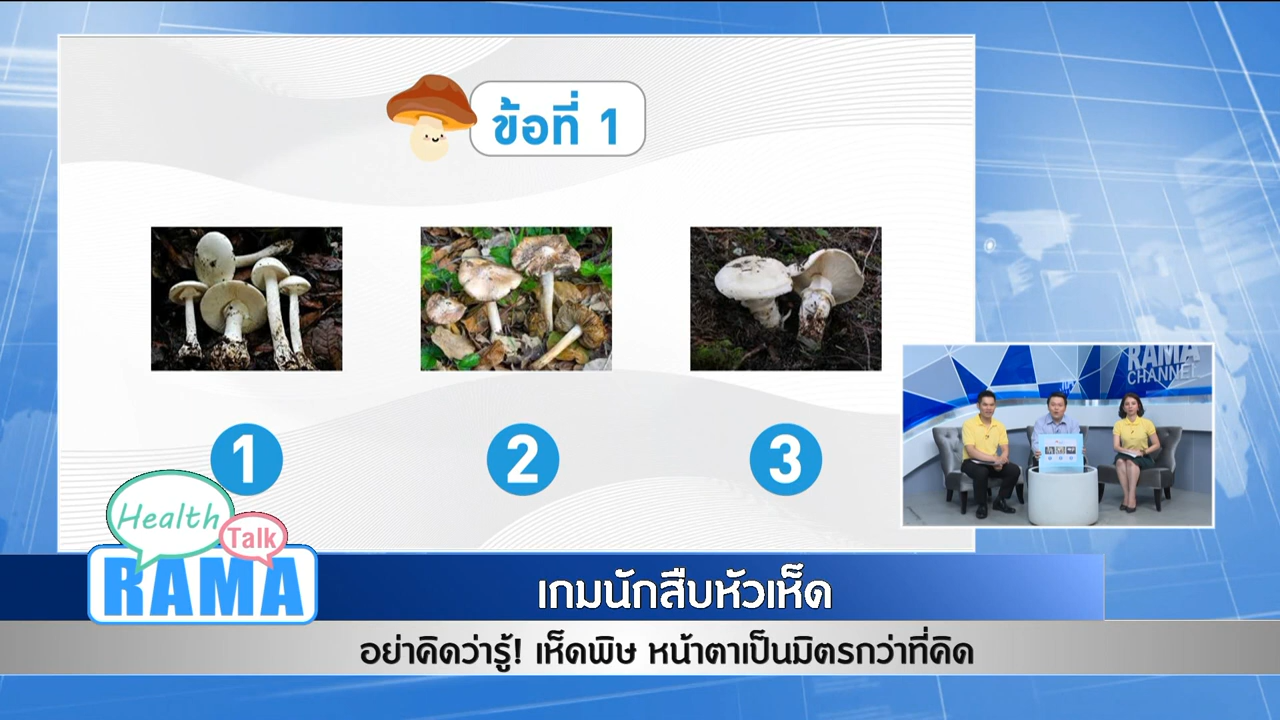 ข้อที่ 1
1
2
3
RAMA
CHANNEL
Health
Talk
RAMA
เกมนักสืบหัวเห็ด
อย่าคิดว่ารู้! เห็ดพิษ หน้าตาเป็นมิตรกว่าที่คิด